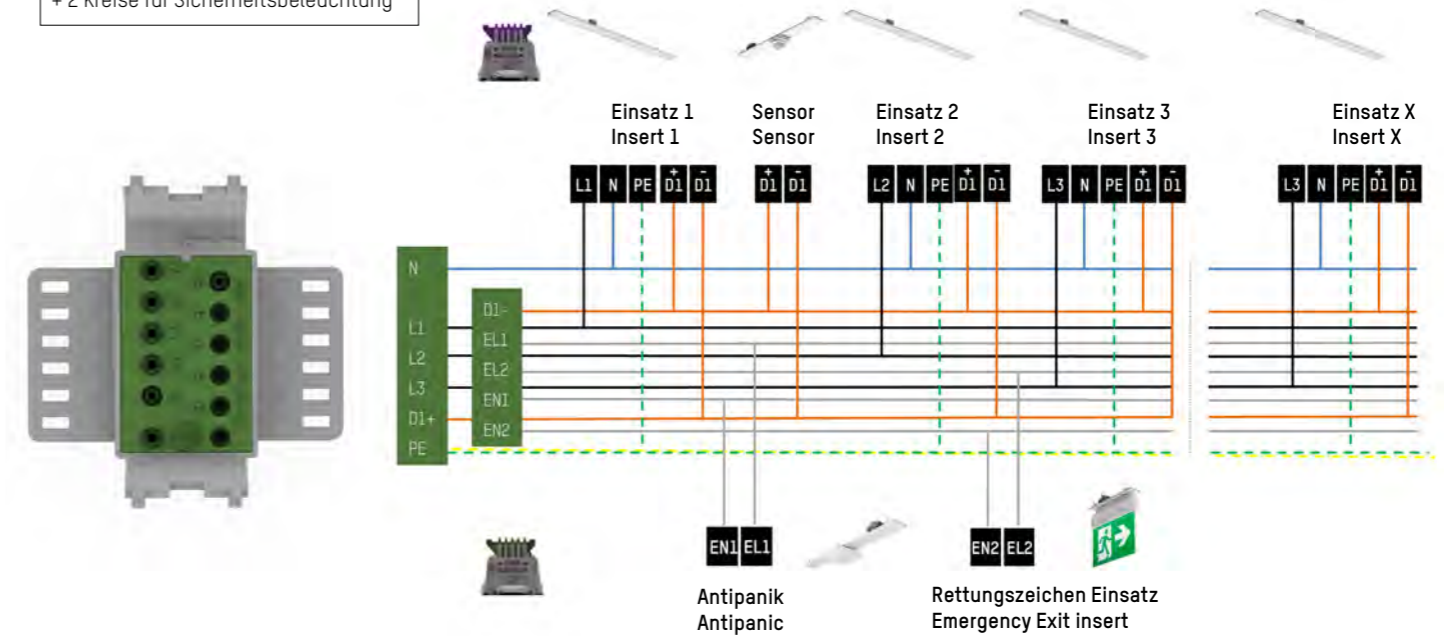 + 2 Kreise für Sicherheitsbeleuchtung
Einsatz 1
Insert 1
Sensor
Sensor
Einsatz 2
Insert 2
Einsatz 3
Insert 3
Einsatz X
Insert X
L1 N PE D1+ D1-
D1+ D1-
L2 N PE D1+ D1-
L3 N PE D1+ D1-
L3 N PE D1+ D1-
N
L1
L2
L3
D1+
PE
D1-
EL1
EL2
EN1
EN2
EN1 EL1
EN2 EL2
Antipanik
Antipanic
Rettungszeichen Einsatz
Emergency Exit insert